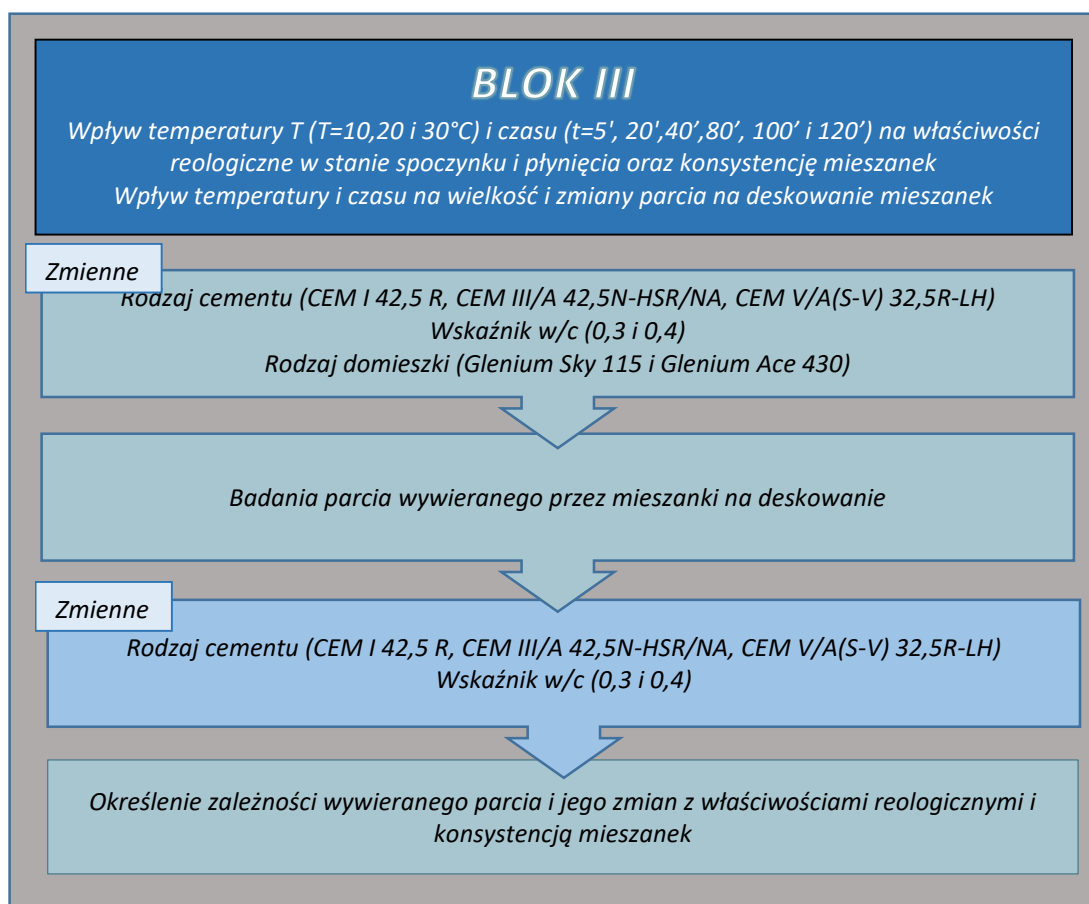 BLOK III
Wpływ temperatury T (T=10,20 i 30°C) i czasu (t=5', 20',40’,80’, 100’ i 120’) na właściwości
reologiczne w stanie spoczynku i płynięcia oraz konsystencję mieszanek
Wpływ temperatury i czasu na wielkość i zmiany parcia na deskowanie mieszanek
Zmienne
Rodzaj cementu (CEM I 42,5 R, CEM III/A 42,5N-HSR/NA, CEM V/A(S-V) 32,5R-LH)
Wskaźnik w/c (0,3 i 0,4)
Rodzaj domieszki (Glenium Sky 115 i Glenium Ace 430)
Badania parcia wywieranego przez mieszanki na deskowanie
Zmienne
Rodzaj cementu (CEM I 42,5 R, CEM III/A 42,5N-HSR/NA, CEM V/A(S-V) 32,5R-LH)
Wskaźnik w/c (0,3 i 0,4)
Określenie zależności wywieranego parcia i jego zmian z właściwościami reologicznymi i
konsystencją mieszanek